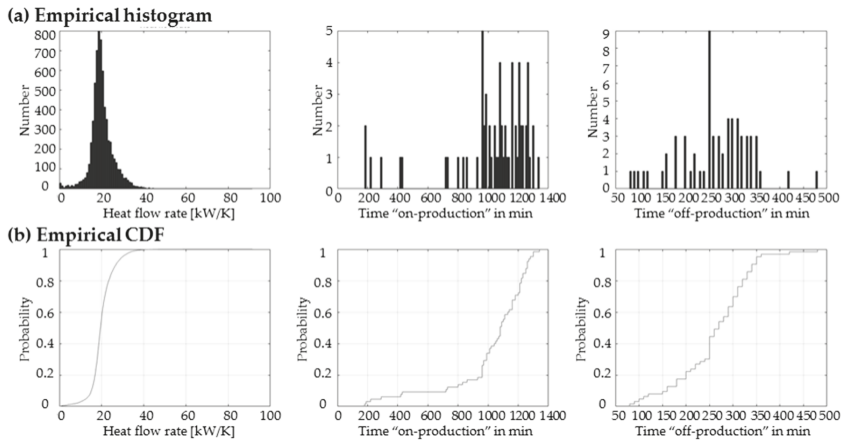 (a) Empirical histogram
800
700
600
500
400
300
200
100
0
Number
0 20 40 60 80 100
Heat flow rate [kW/K]
5
4
3
2
1
0
Number
0 200 400 600 800 1000 1200 1400
Time “on-production” in min
9
8
7
6
5
4
3
2
1
0
Number
50 100 150 200 250 300 350 400 450 500
Time “off-production” in min
(b) Empirical CDF
1
0.8
0.6
0.4
0.2
0
Probability
0 20 40 60 80 100
Heat flow rate [kW/K]
1
0.8
0.6
0.4
0.2
0
Probability
0 200 400 600 800 1000 1200 1400
Time “on-production” in min
1
0.8
0.6
0.4
0.2
0
Probability
50 100 150 200 250 300 350 400 450 500
Time “off-production” in min